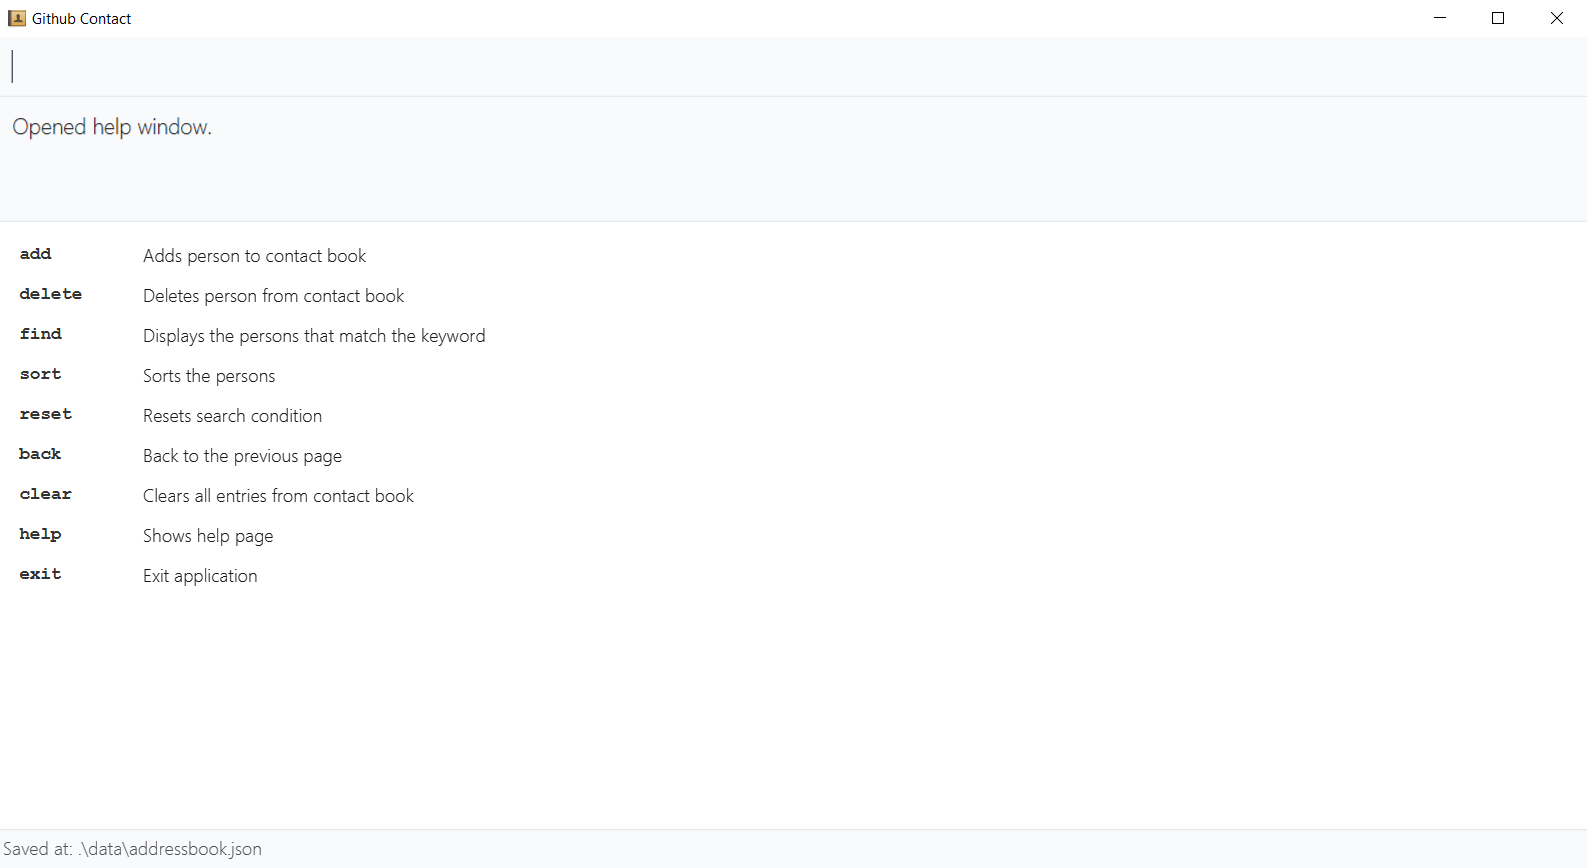 Github Contact
Opened help window.
add Adds person to contact book
delete Deletes person from contact book
find Displays the persons that match the keyword
sort Sorts the persons
reset Resets search condition
back Back to the previous page
clear Clears all entries from contact book
help Shows help page
exit Exit application
Saved at: .\data\addressbook.json